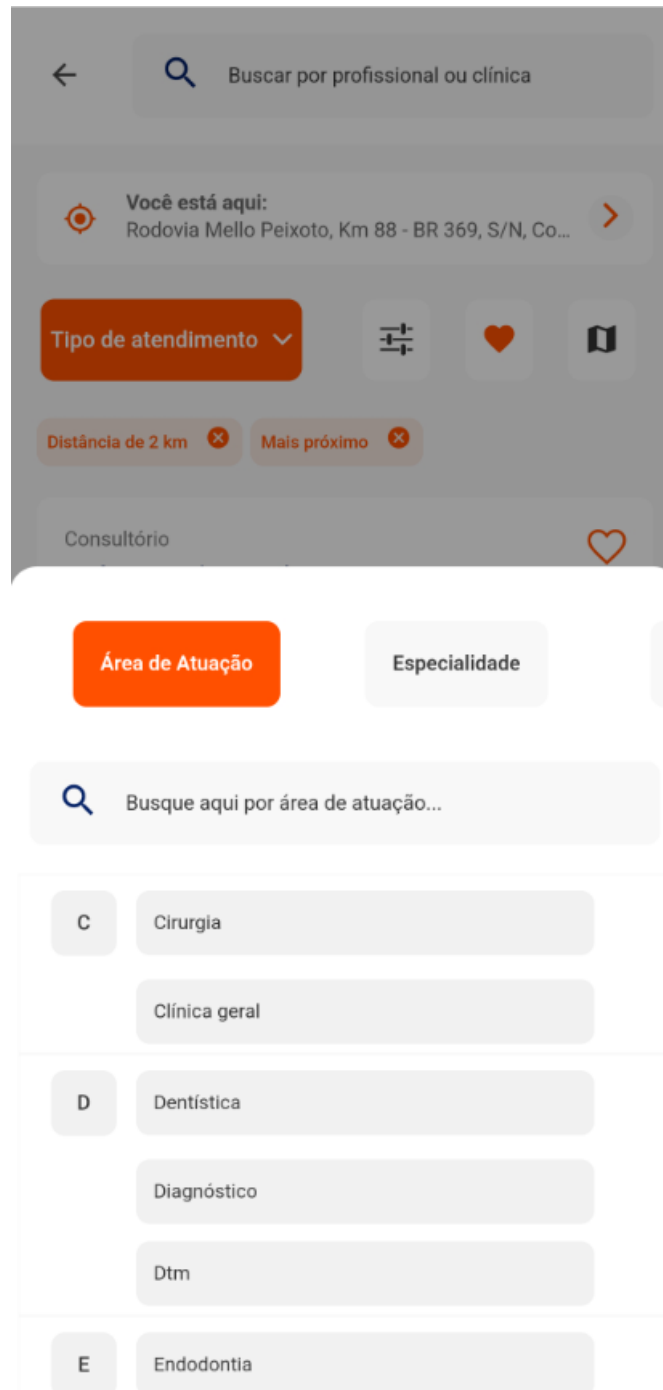 Buscar por profissional ou clínica
Você está aqui:
Rodovia Mello Peixoto, Km 88 - BR 369, S/N, Co...
Tipo de atendimento
Distância de 2 km
Mais próximo
Consultório
Área de Atuação
Especialidade
Busque aqui por área de atuação...
C
Cirurgia
Clínica geral
D
Dentística
Diagnóstico
Dtm
E
Endodontia